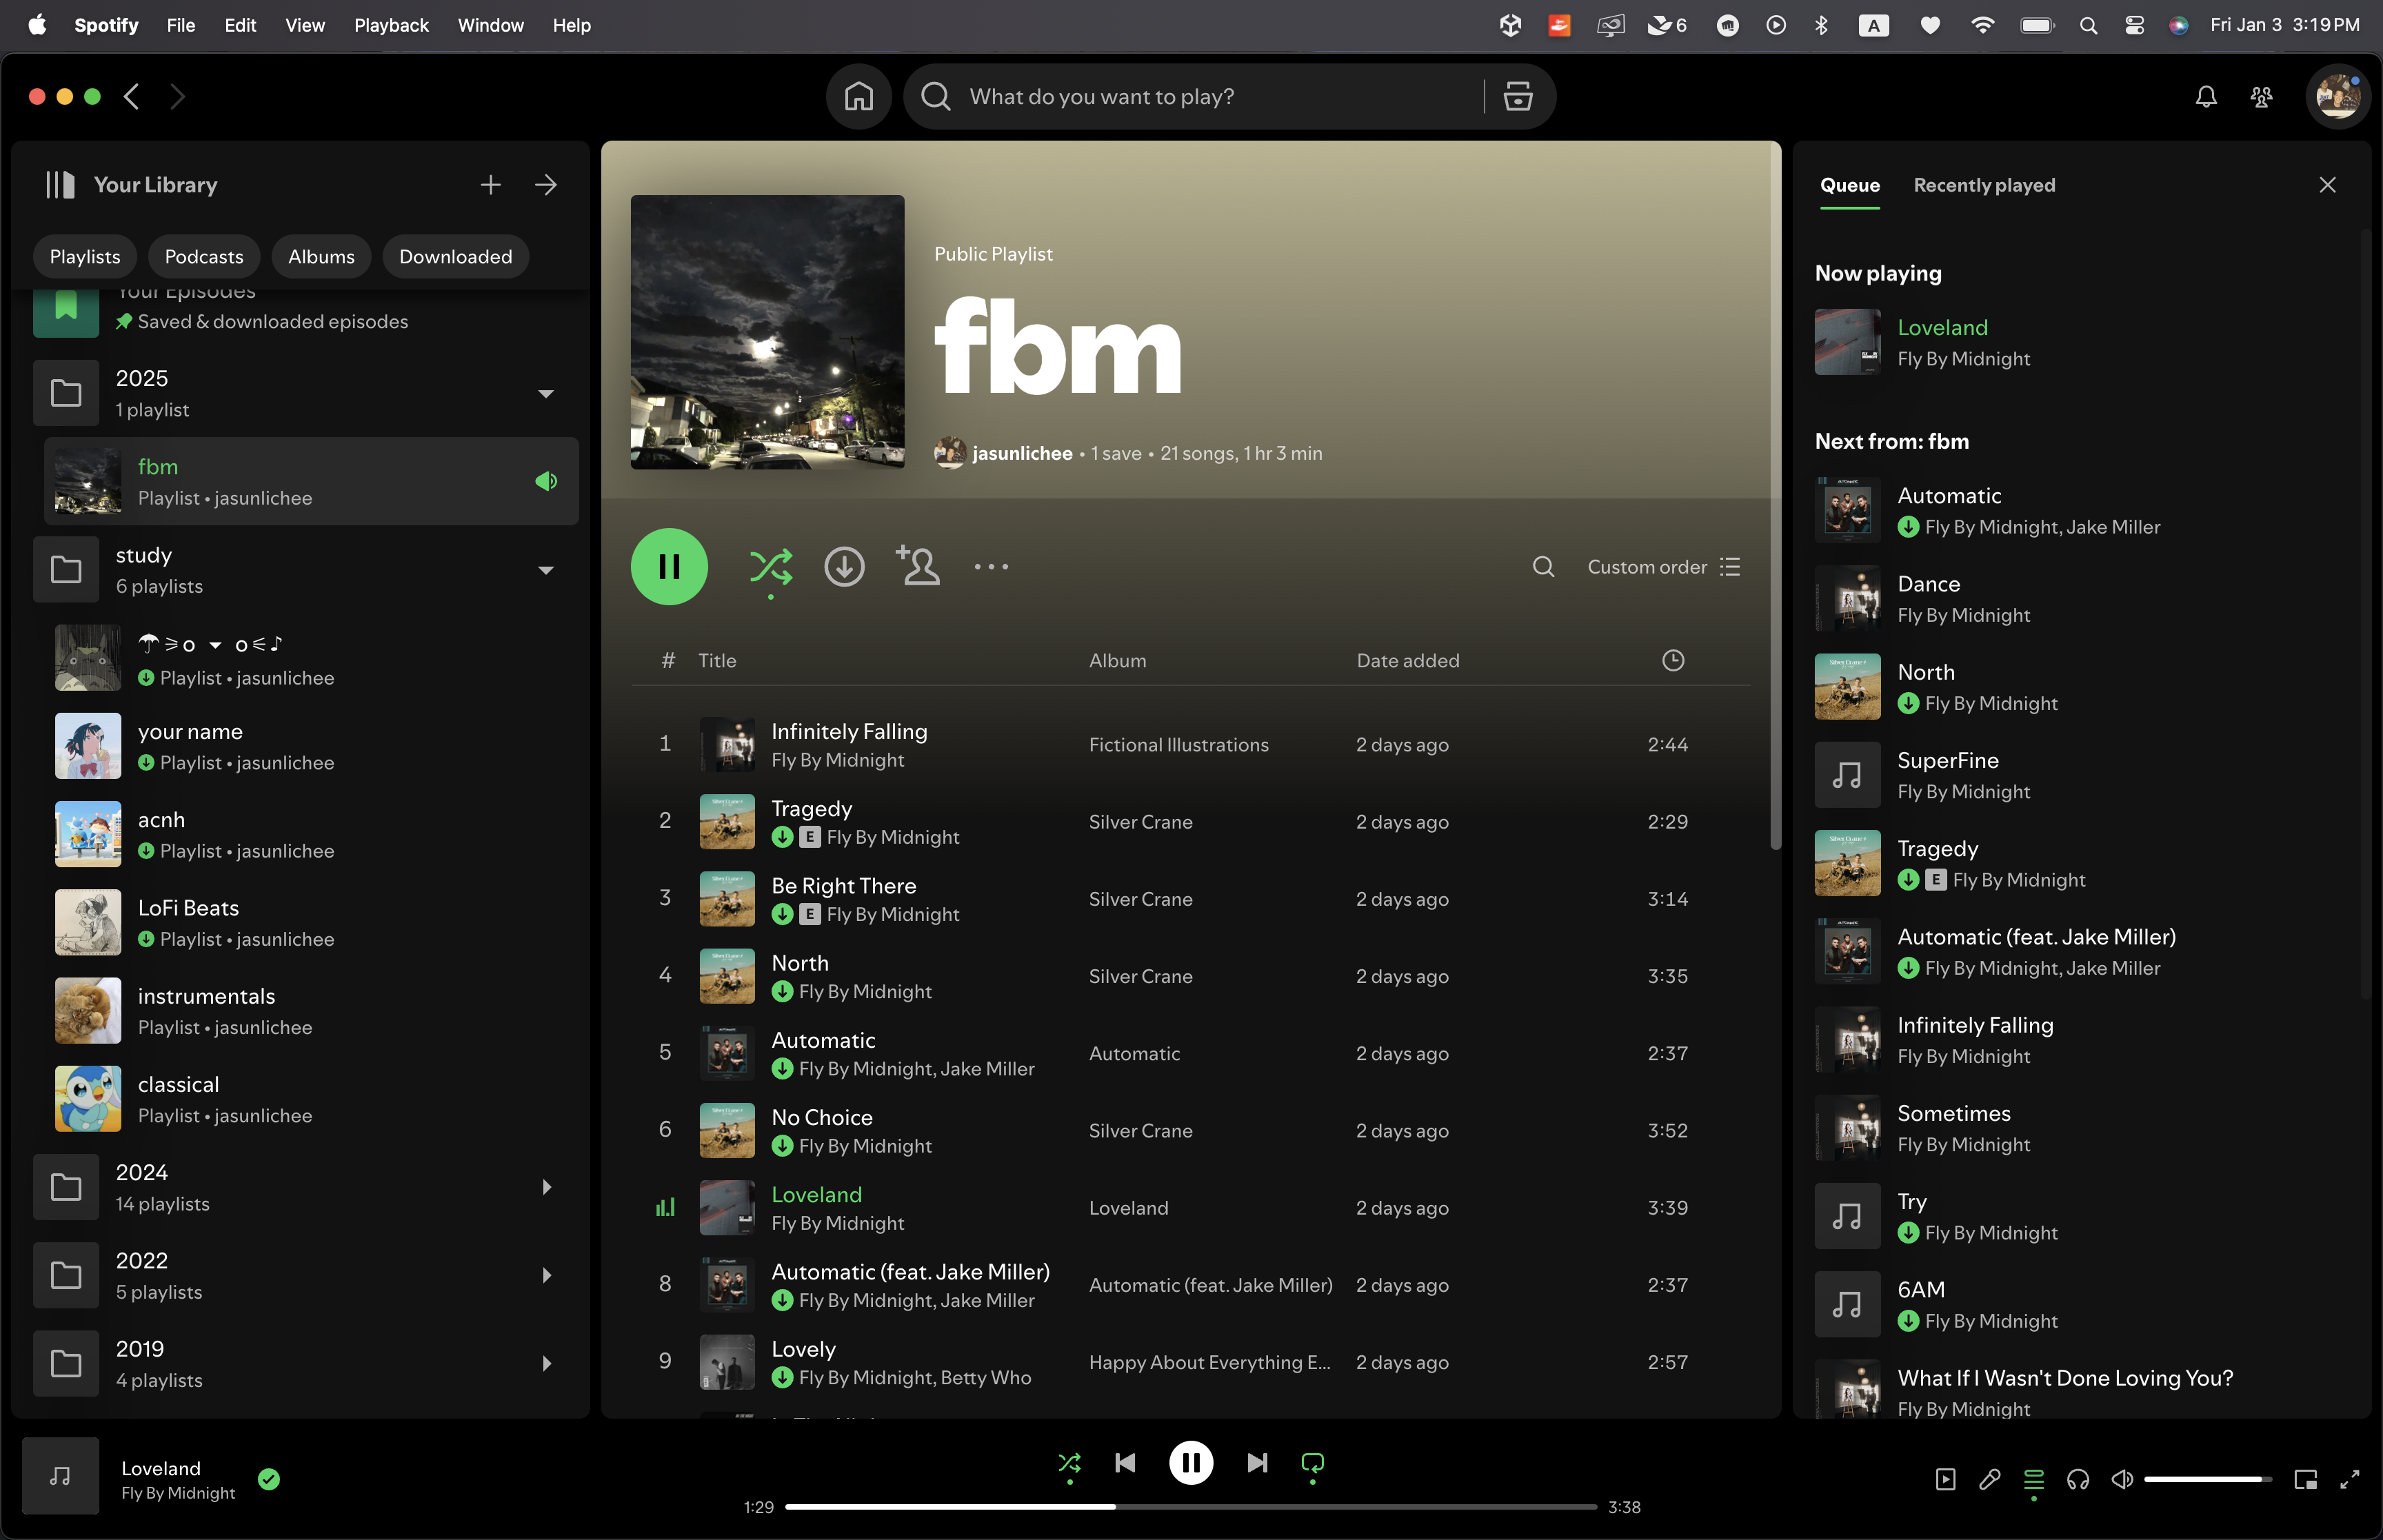 Spotify File Edit View Playback Window Help
6
A
Fri Jan 3 3:19 PM
What do you want to play?
Your Library
Playlists Podcasts Albums Downloaded
Your Episodes
Saved & downloaded episodes
2025
1 playlist
fbm
Playlist • jasunlichee
study
6 playlists
☂⚞o ▾ o⚟♪
Playlist • jasunlichee
your name
Playlist • jasunlichee
acnh
Playlist • jasunlichee
LoFi Beats
Playlist • jasunlichee
instrumentals
Playlist • jasunlichee
classical
Playlist • jasunlichee
2024
14 playlists
2022
5 playlists
2019
4 playlists
Public Playlist
fbm
jasunlichee • 1 save • 21 songs, 1 hr 3 min
Custom order
# Title Album Date added
1 Infinitely Falling Fictional Illustrations 2 days ago 2:44
Fly By Midnight
2 Tragedy Silver Crane 2 days ago 2:29
E Fly By Midnight
3 Be Right There Silver Crane 2 days ago 3:14
E Fly By Midnight
4 North Silver Crane 2 days ago 3:35
Fly By Midnight
5 Automatic Automatic 2 days ago 2:37
Fly By Midnight, Jake Miller
6 No Choice Silver Crane 2 days ago 3:52
Fly By Midnight
Loveland Loveland 2 days ago 3:39
Fly By Midnight
8 Automatic (feat. Jake Miller) Automatic (feat. Jake Miller) 2 days ago 2:37
Fly By Midnight, Jake Miller
9 Lovely Happy About Everything E... 2 days ago 2:57
Fly By Midnight, Betty Who
Queue Recently played
Now playing
Loveland
Fly By Midnight
Next from: fbm
Automatic
Fly By Midnight, Jake Miller
Dance
Fly By Midnight
North
Fly By Midnight
SuperFine
Fly By Midnight
Tragedy
E Fly By Midnight
Automatic (feat. Jake Miller)
Fly By Midnight, Jake Miller
Infinitely Falling
Fly By Midnight
Sometimes
Fly By Midnight
Try
Fly By Midnight
6AM
Fly By Midnight
What If I Wasn't Done Loving You?
Fly By Midnight
Loveland
Fly By Midnight
1:29
3:38